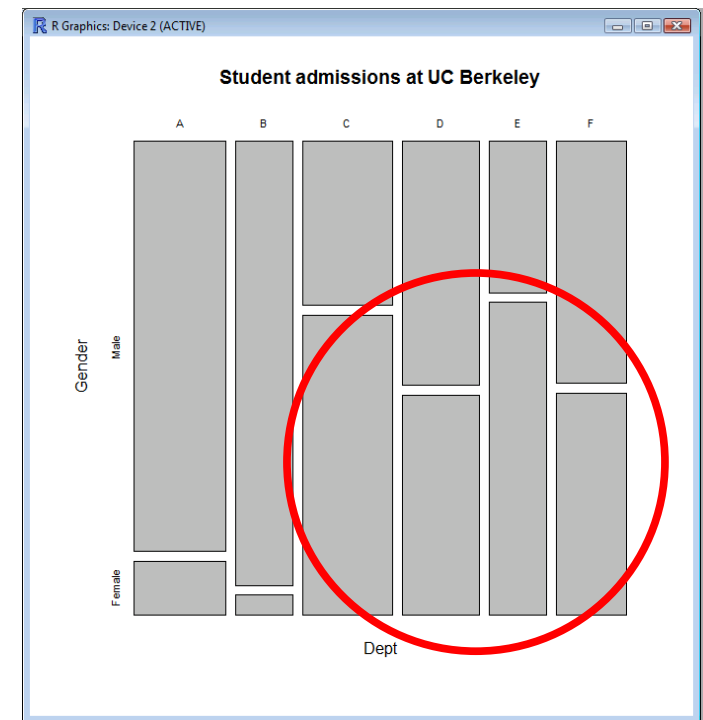 R Graphics: Device 2 (ACTIVE)
Student admissions at UC Berkeley
A B C D E F
Gender
Male
Female
Dept